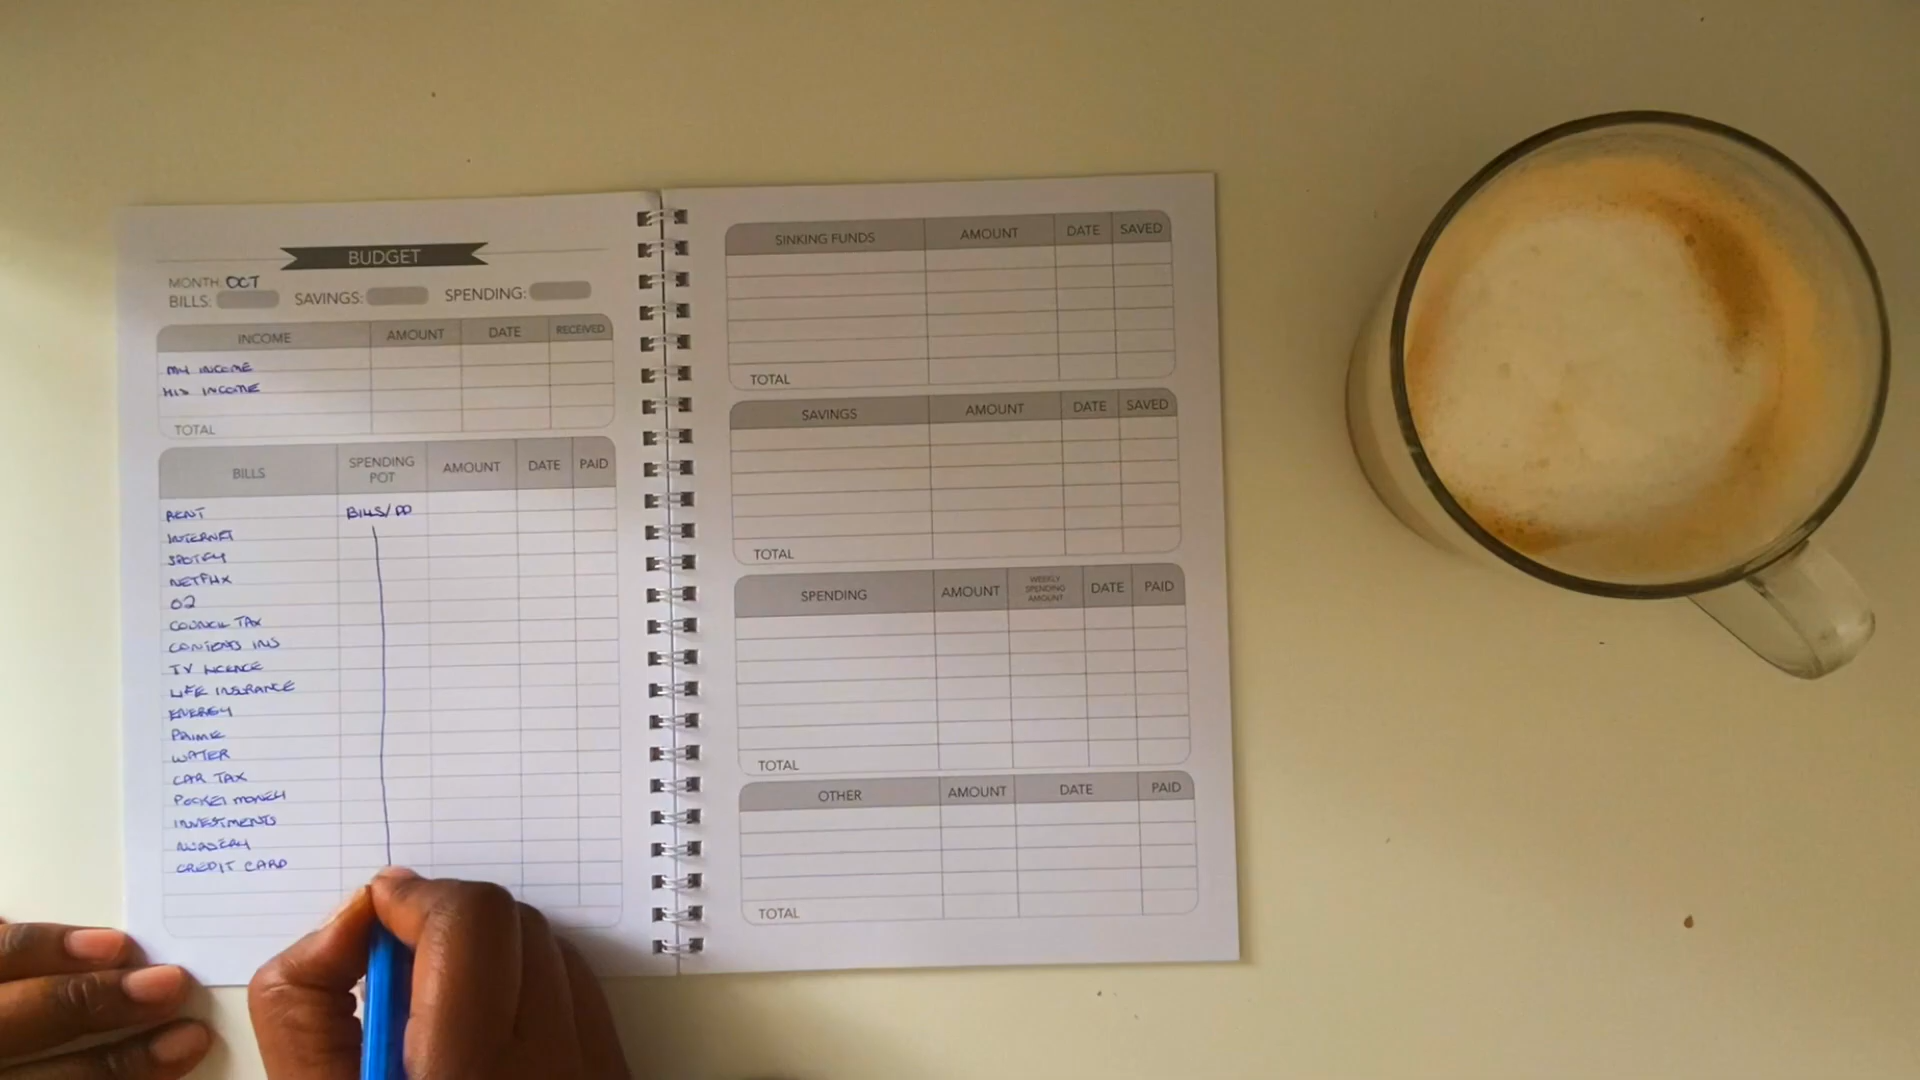 BUDGET
MONTH: OCT
BILLS: SAVINGS: SPENDING:
INCOME AMOUNT DATE RECEIVED
MY INCOME
HIS INCOME
TOTAL
BILLS SPENDING POT AMOUNT DATE PAID
RENT BILLS/DD
INTERNET
SPOTIFY
NETFLIX
O2
COUNCIL TAX
CONTENTS INS
TV LICENCE
LIFE INSURANCE
ENERGY
PRIME
WATER
CAR TAX
POCKET MONEY
INVESTMENTS
NURSERY
CREDIT CARD
SINKING FUNDS AMOUNT DATE SAVED
TOTAL
SAVINGS AMOUNT DATE SAVED
TOTAL
SPENDING AMOUNT WEEKLY SPENDING AMOUNT DATE PAID
TOTAL
OTHER AMOUNT DATE PAID
TOTAL